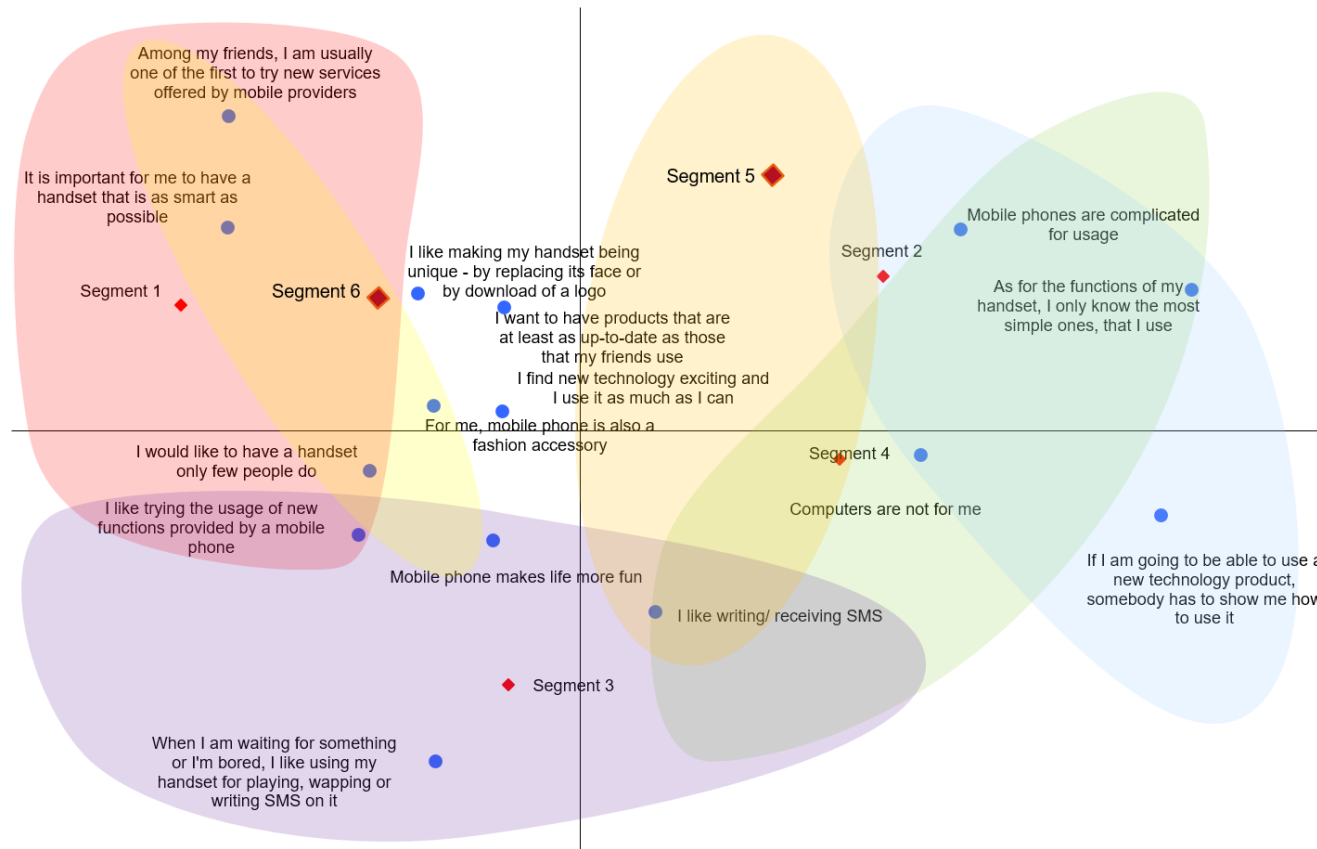 Among my friends, I am usually
one of the first to try new services
offered by mobile providers
It is important for me to have a
handset that is as smart as
possible
Segment 1
Segment 6
I like making my handset being
unique - by replacing its face or
by download of a logo
I want to have products that are
at least as up-to-date as those
that my friends use
I find new technology exciting and
I use it as much as I can
For me, mobile phone is also a
fashion accessory
Segment 5
Segment 2
Mobile phones are complicated
for usage
As for the functions of my
handset, I only know the most
simple ones, that I use
I would like to have a handset
only few people do
I like trying the usage of new
functions provided by a mobile
phone
Mobile phone makes life more fun
Segment 4
Computers are not for me
If I am going to be able to use a
new technology product,
somebody has to show me how
to use it
I like writing/ receiving SMS
Segment 3
When I am waiting for something
or I'm bored, I like using my
handset for playing, wapping or
writing SMS on it